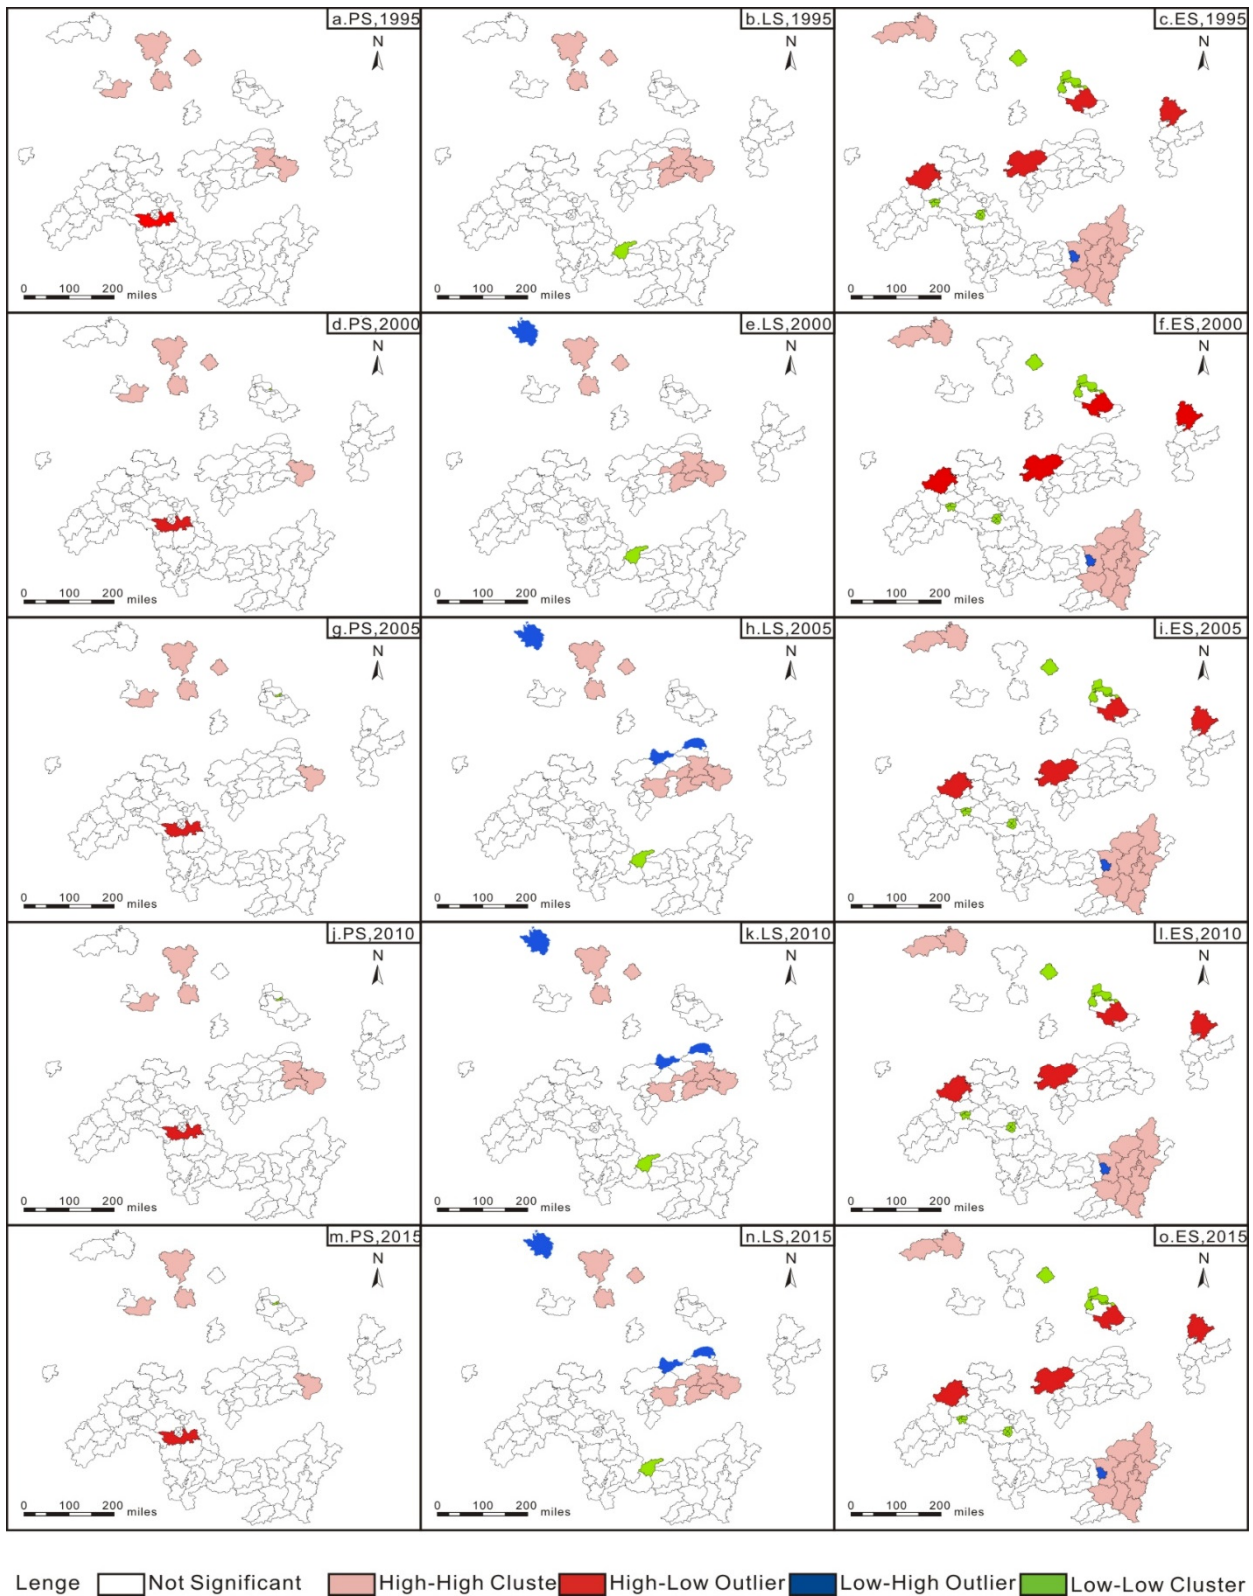 a.PS,1995 b.LS,1995 c.ES,1995
N N N
0 100 200 miles 0 100 200 miles 0 100 200 miles
d.PS,2000 e.LS,2000 f.ES,2000
N N N
0 100 200 miles 0 100 200 miles 0 100 200 miles
g.PS,2005 h.LS,2005 i.ES,2005
N N N
0 100 200 miles 0 100 200 miles 0 100 200 miles
j.PS,2010 k.LS,2010 l.ES,2010
N N N
0 100 200 miles 0 100 200 miles 0 100 200 miles
m.PS,2015 n.LS,2015 o.ES,2015
N N N
0 100 200 miles 0 100 200 miles 0 100 200 miles
Lenge Not Significant High-High Cluste High-Low Outlier Low-High Outlier Low-Low Cluster